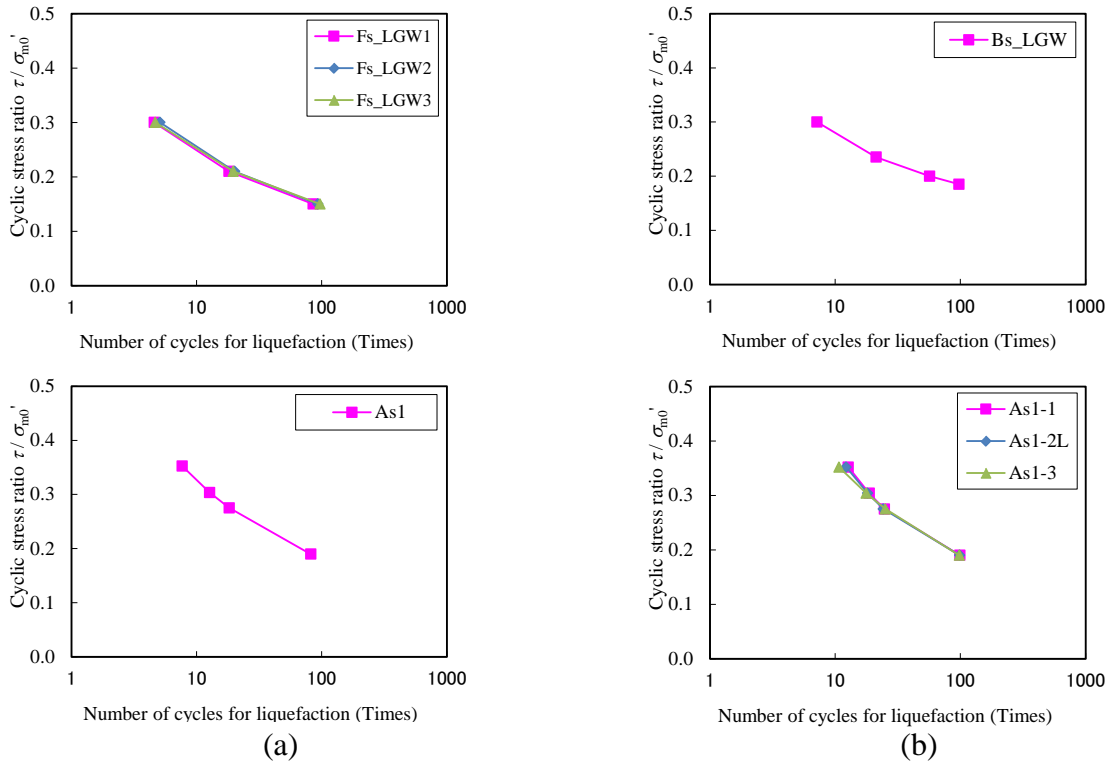 0.5
0.4
0.3
0.2
0.1
0.0
Cyclic stress ratio τ / σm0'
Fs_LGW1
Fs_LGW2
Fs_LGW3
1 10 100 1000
Number of cycles for liquefaction (Times)
0.5
0.4
0.3
0.2
0.1
0.0
Cyclic stress ratio τ / σm0'
Bs_LGW
1 10 100 1000
Number of cycles for liquefaction (Times)
0.5
0.4
0.3
0.2
0.1
0.0
Cyclic stress ratio τ / σm0'
As1
1 10 100 1000
Number of cycles for liquefaction (Times)
(a)
0.5
0.4
0.3
0.2
0.1
0.0
Cyclic stress ratio τ / σm0'
As1-1
As1-2L
As1-3
1 10 100 1000
Number of cycles for liquefaction (Times)
(b)